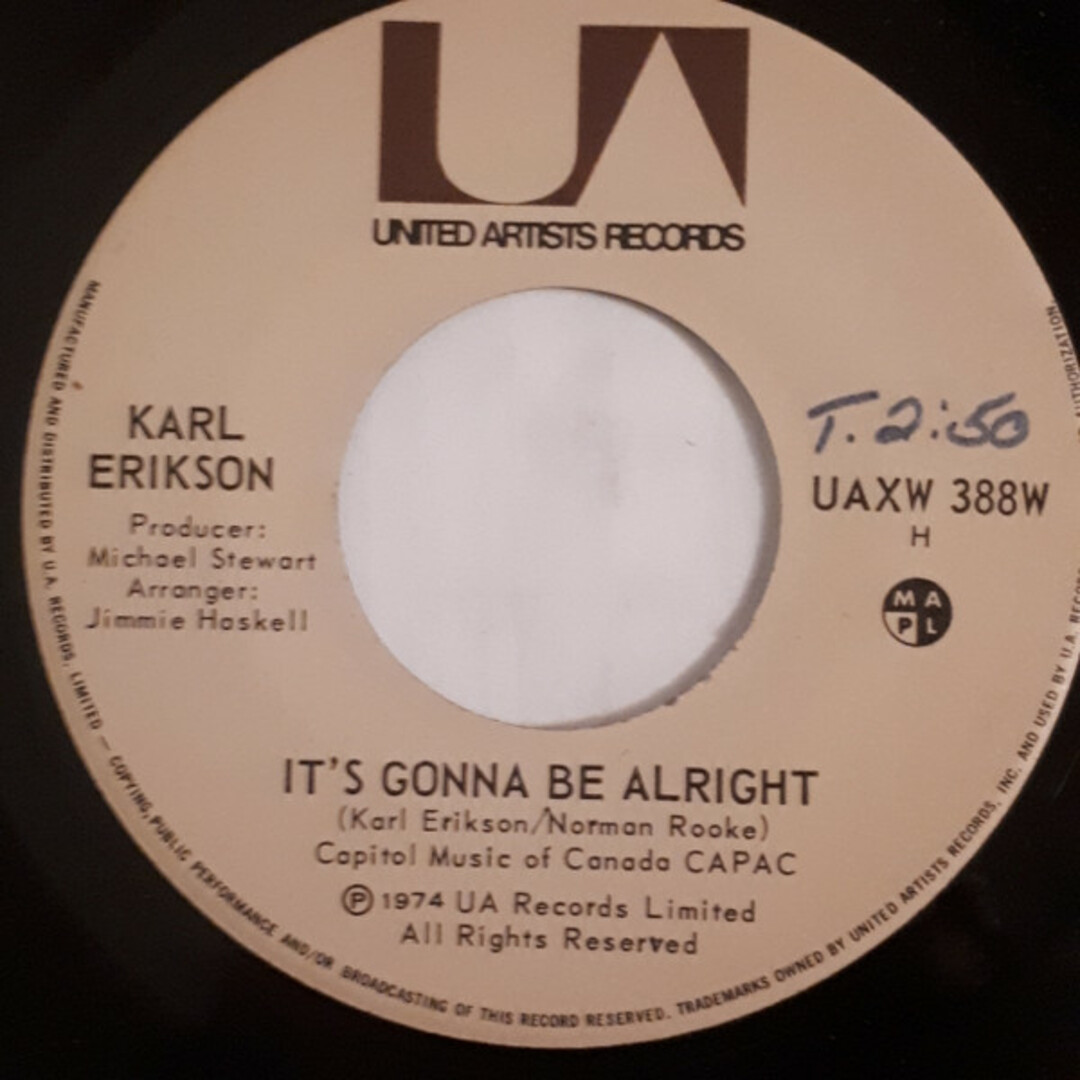 UA
UNITED ARTISTS RECORDS
KARL
ERIKSON
Producer:
Michael Stewart
Arranger:
Jimmie Haskell
T. 2:50
UAXW 388W
H
M A
P L
IT'S GONNA BE ALRIGHT
(Karl Erikson/Norman Rooke)
Capitol Music of Canada CAPAC
Ⓟ 1974 UA Records Limited
All Rights Reserved
MANUFACTURED AND DISTRIBUTED BY U.A. RECORDS, LIMITED — COPYING, PUBLIC PERFORMANCE AND/OR BROADCASTING OF THIS RECORD RESERVED. TRADEMARKS OWNED BY UNITED ARTISTS RECORDS, INC. AND USED BY U.A. RECORDS AUTHORIZATION.